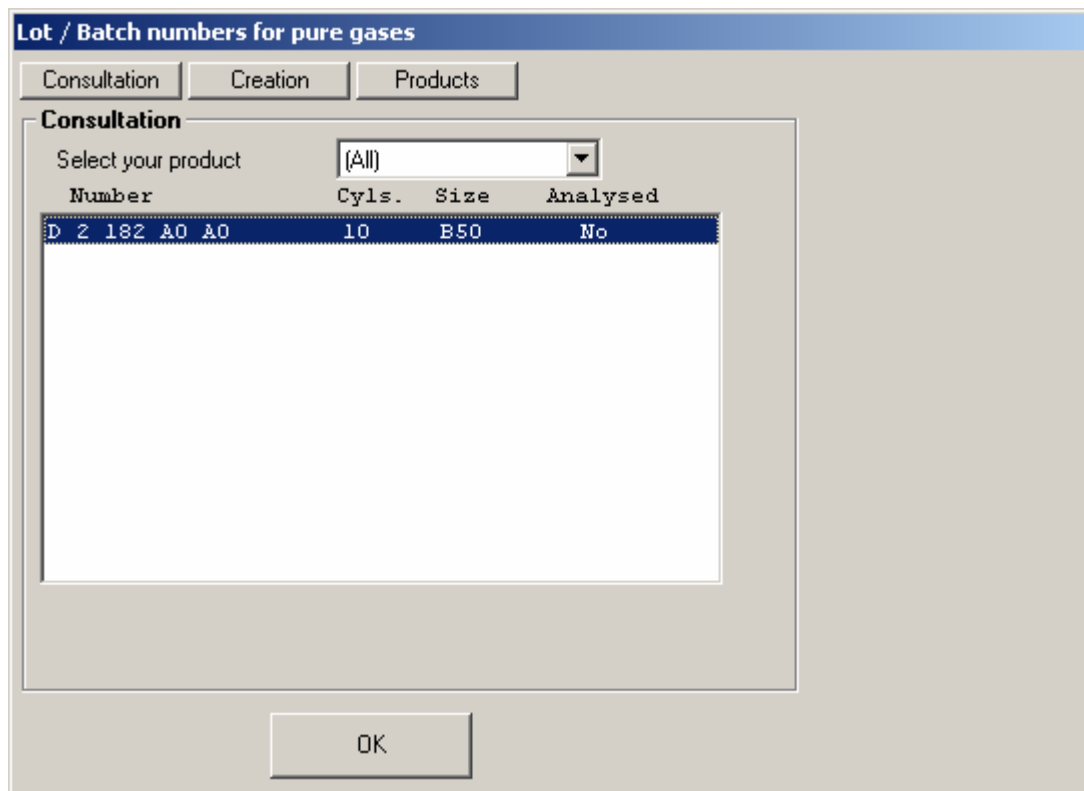 Lot / Batch numbers for pure gases
Consultation Creation Products
Consultation
Select your product (All)
Number Cyls. Size Analysed
D 2 182 A0 A0 10 B50 No
OK